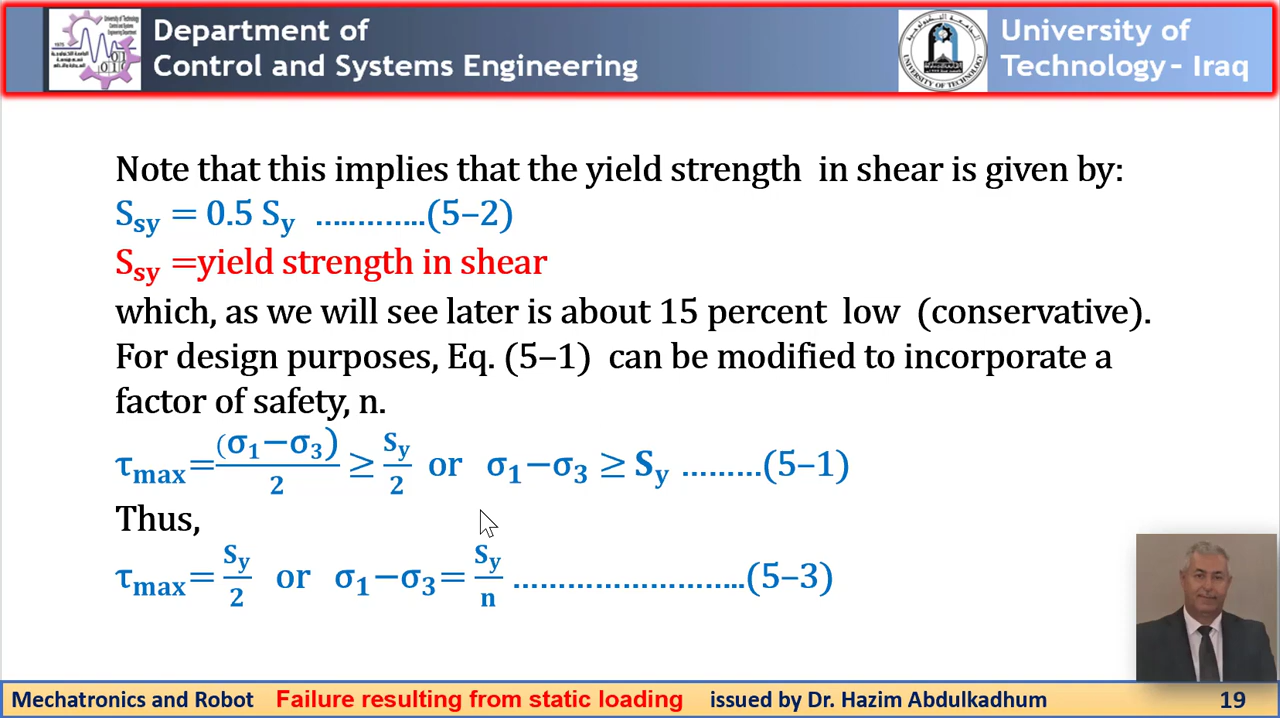 Department of
Control and Systems Engineering
University of
Technology - Iraq
Note that this implies that the yield strength in shear is given by:
Ssy = 0.5 Sy ……………(5–2)
Ssy =yield strength in shear
which, as we will see later is about 15 percent low (conservative).
For design purposes, Eq. (5–1) can be modified to incorporate a
factor of safety, n.
τmax=(σ1−σ3)/2 ≥ Sy/2 or σ1−σ3 ≥ Sy ………(5–1)
Thus,
τmax= Sy/2 or σ1−σ3= Sy/n ……………………..(5–3)
Mechatronics and Robot Failure resulting from static loading issued by Dr. Hazim Abdulkadhum 19